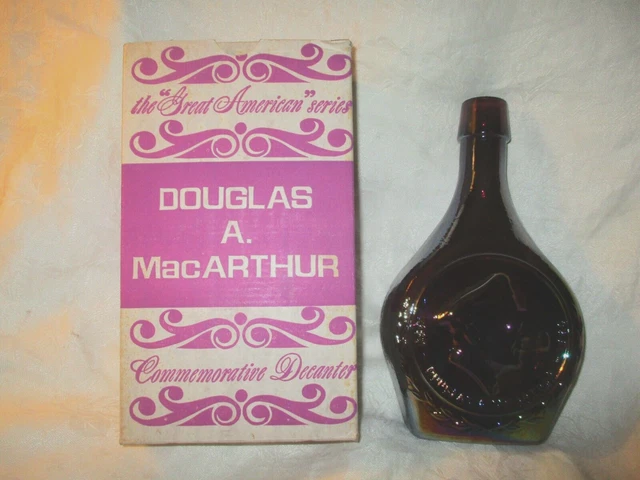 the "Great American" series
DOUGLAS
A.
MacARTHUR
Commemorative Decanter